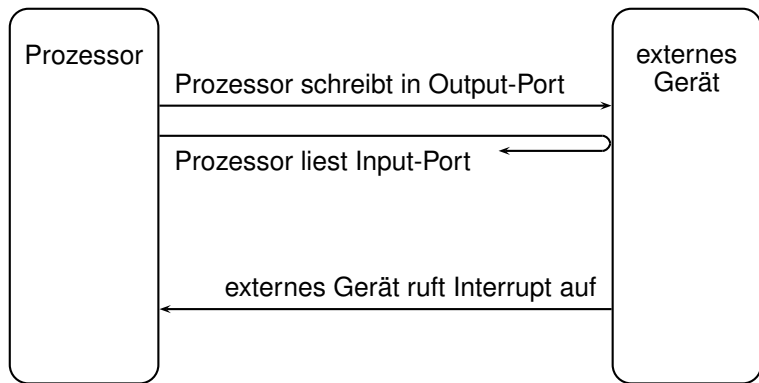 Prozessor
externes
Gerät
Prozessor schreibt in Output-Port
Prozessor liest Input-Port
externes Gerät ruft Interrupt auf